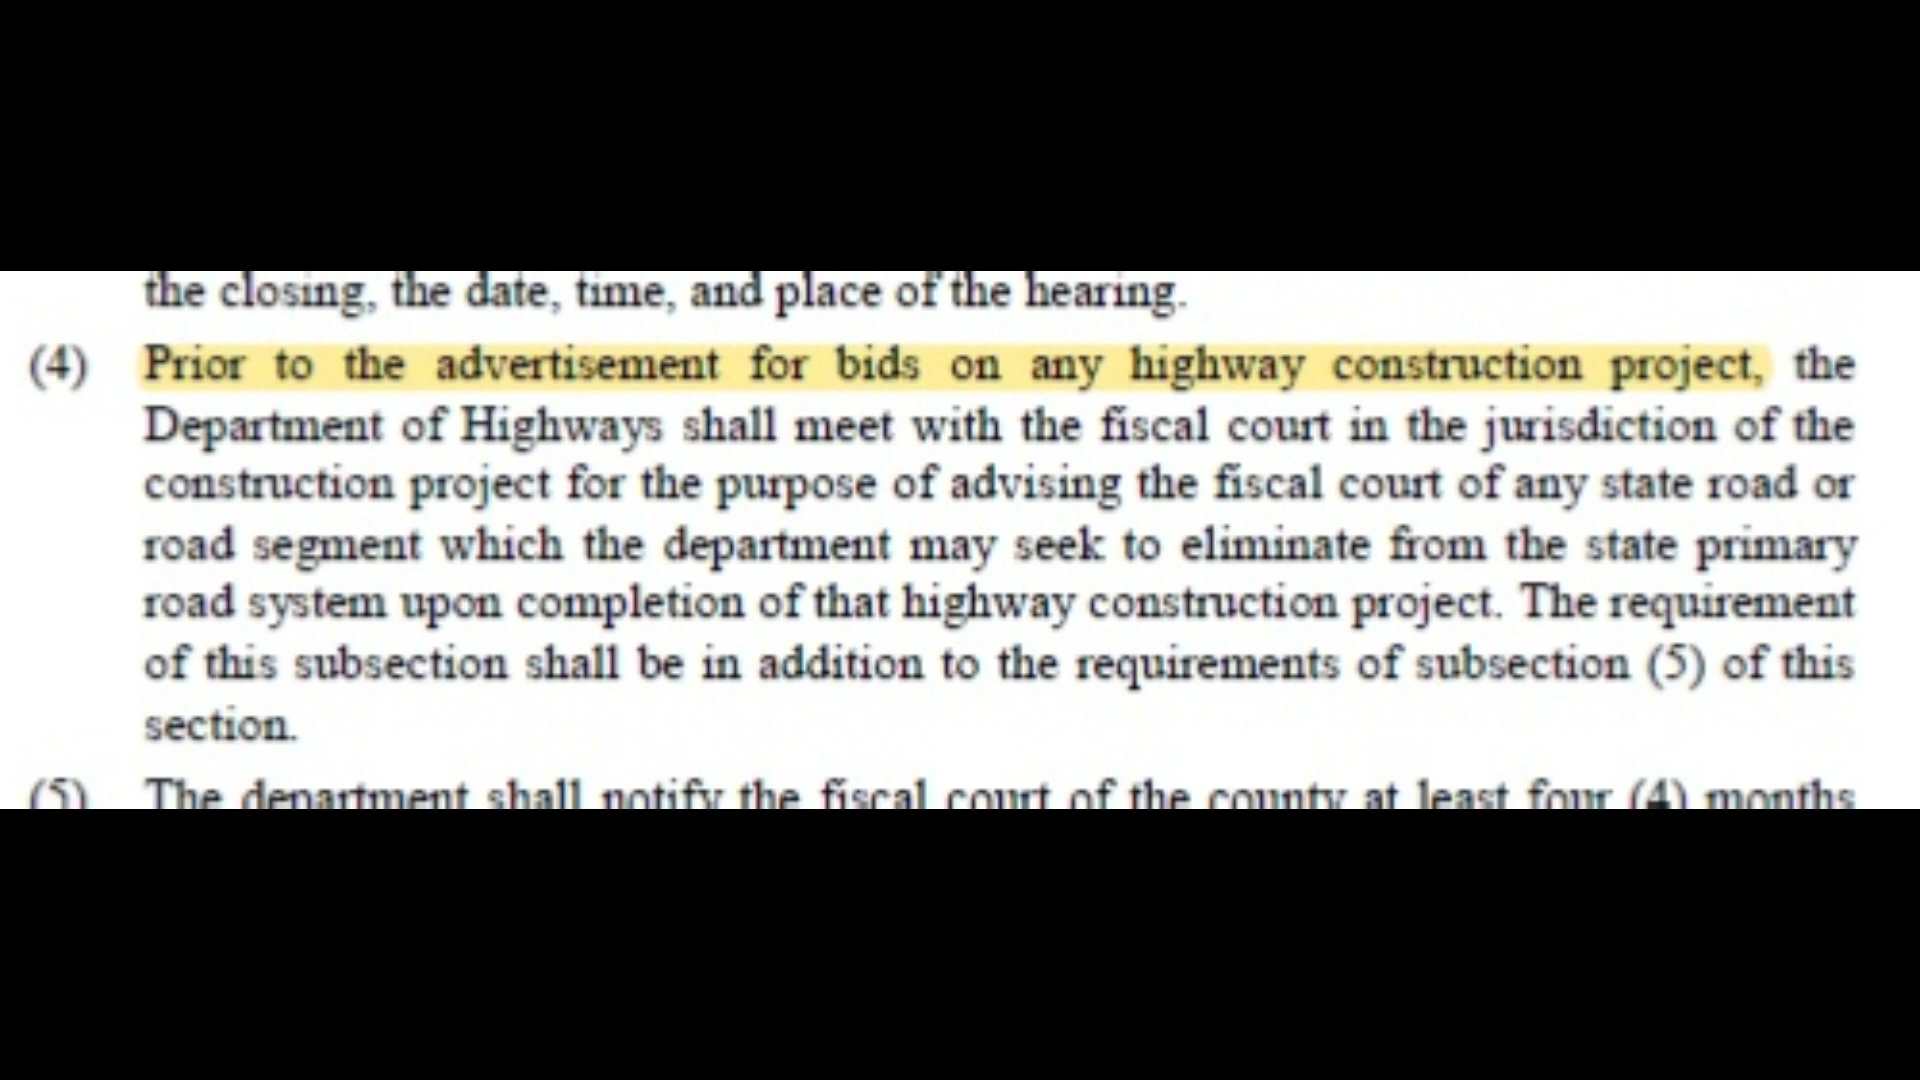 the closing, the date, time, and place of the hearing.
(4) Prior to the advertisement for bids on any highway construction project, the
Department of Highways shall meet with the fiscal court in the jurisdiction of the
construction project for the purpose of advising the fiscal court of any state road or
road segment which the department may seek to eliminate from the state primary
road system upon completion of that highway construction project. The requirement
of this subsection shall be in addition to the requirements of subsection (5) of this
section.
(5) The department shall notify the fiscal court of the county at least four (4) months